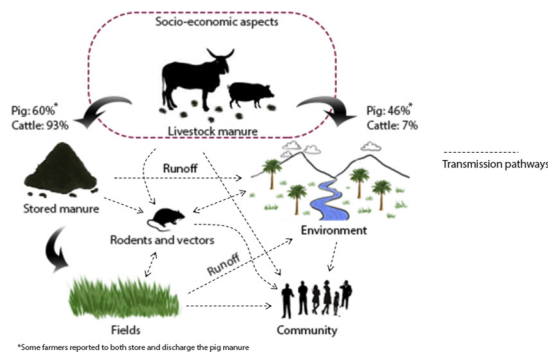 Socio-economic aspects
Pig: 60%*
Cattle: 93%
Pig: 46%*
Cattle: 7%
Livestock manure
Transmission pathways
Runoff
Stored manure
Rodents and vectors
Environment
Runoff
Fields
Community
*Some farmers reported to both store and discharge the pig manure